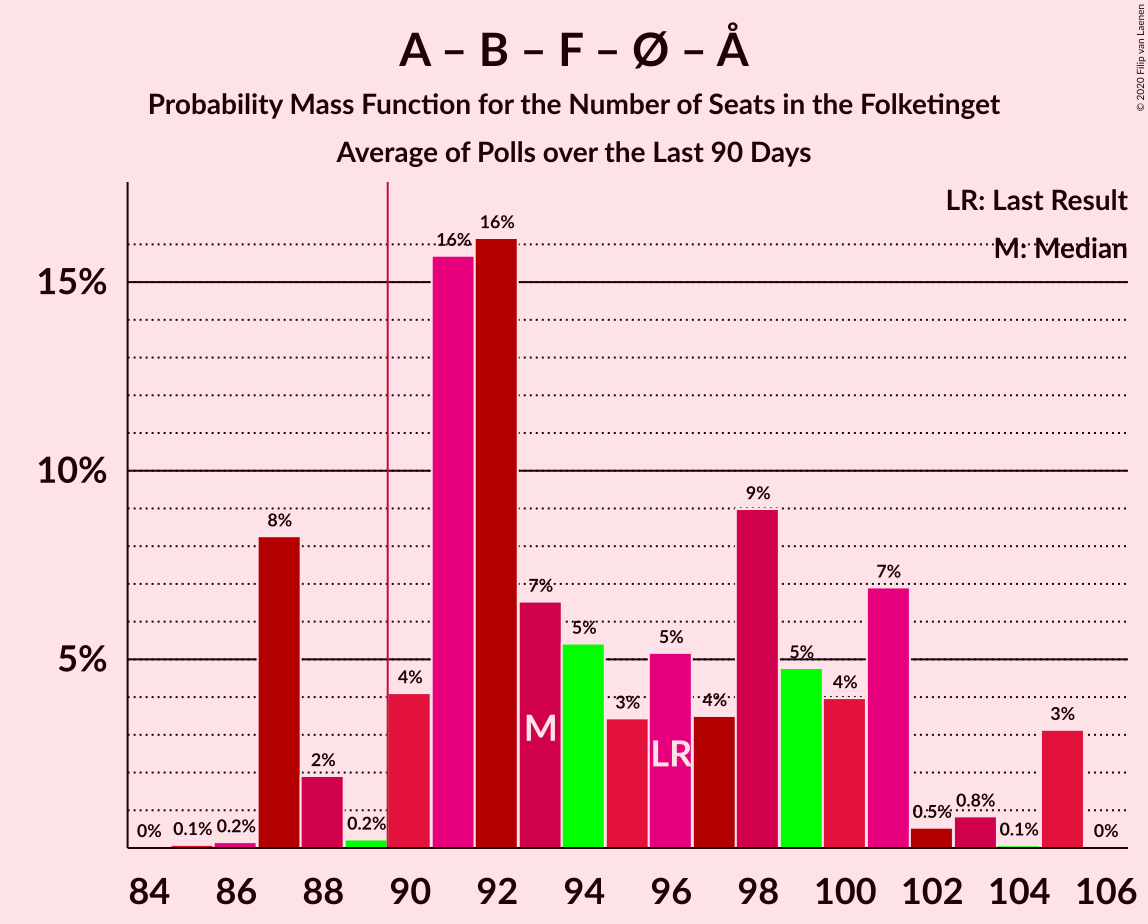 A – B – F – Ø – Å
Probability Mass Function for the Number of Seats in the Folketinget
Average of Polls over the Last 90 Days
© 2020 Filip van Laenen
LR: Last Result
M: Median
15%
10%
5%
0%
0.1%
0.2%
8%
2%
0.2%
4%
16%
16%
7%
5%
3%
5%
4%
9%
5%
4%
7%
0.5%
0.8%
0.1%
3%
0%
M
LR
84 86 88 90 92 94 96 98 100 102 104 106